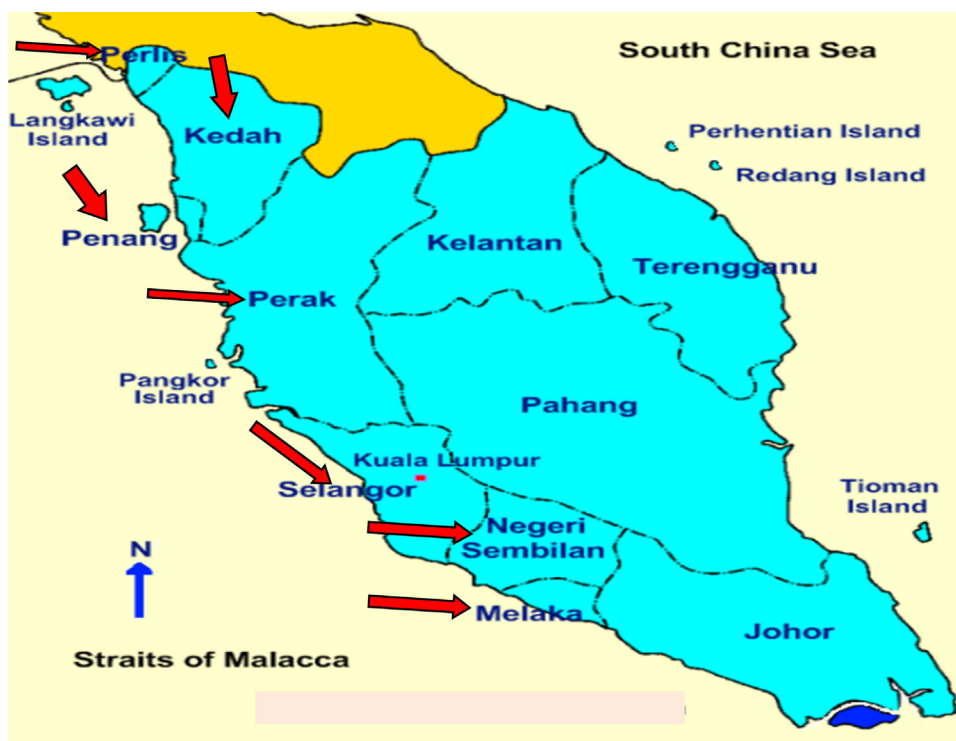 South China Sea
Perlis
Langkawi
Island
Kedah
Perhentian Island
Redang Island
Penang
Kelantan
Terengganu
Perak
Pangkor
Island
Pahang
Kuala Lumpur
Selangor
Tioman
Island
Negeri
Sembilan
N
Melaka
Johor
Straits of Malacca